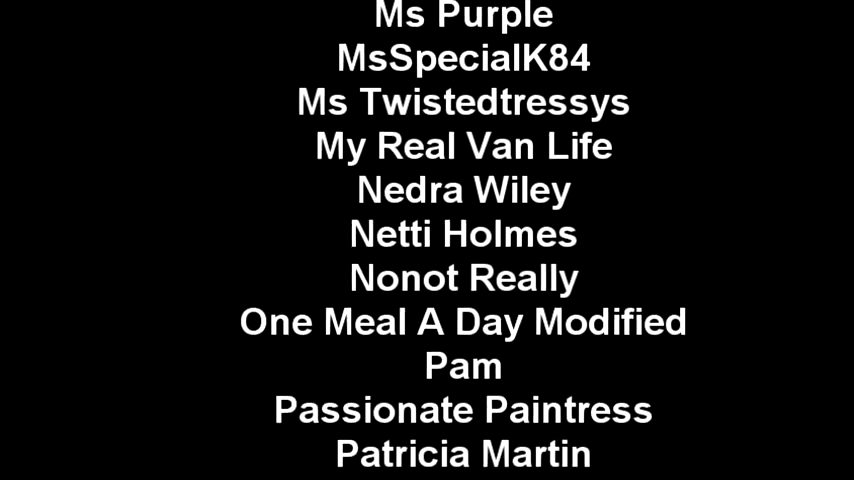 Ms Purple
MsSpecialK84
Ms Twistedtressys
My Real Van Life
Nedra Wiley
Netti Holmes
Nonot Really
One Meal A Day Modified
Pam
Passionate Paintress
Patricia Martin